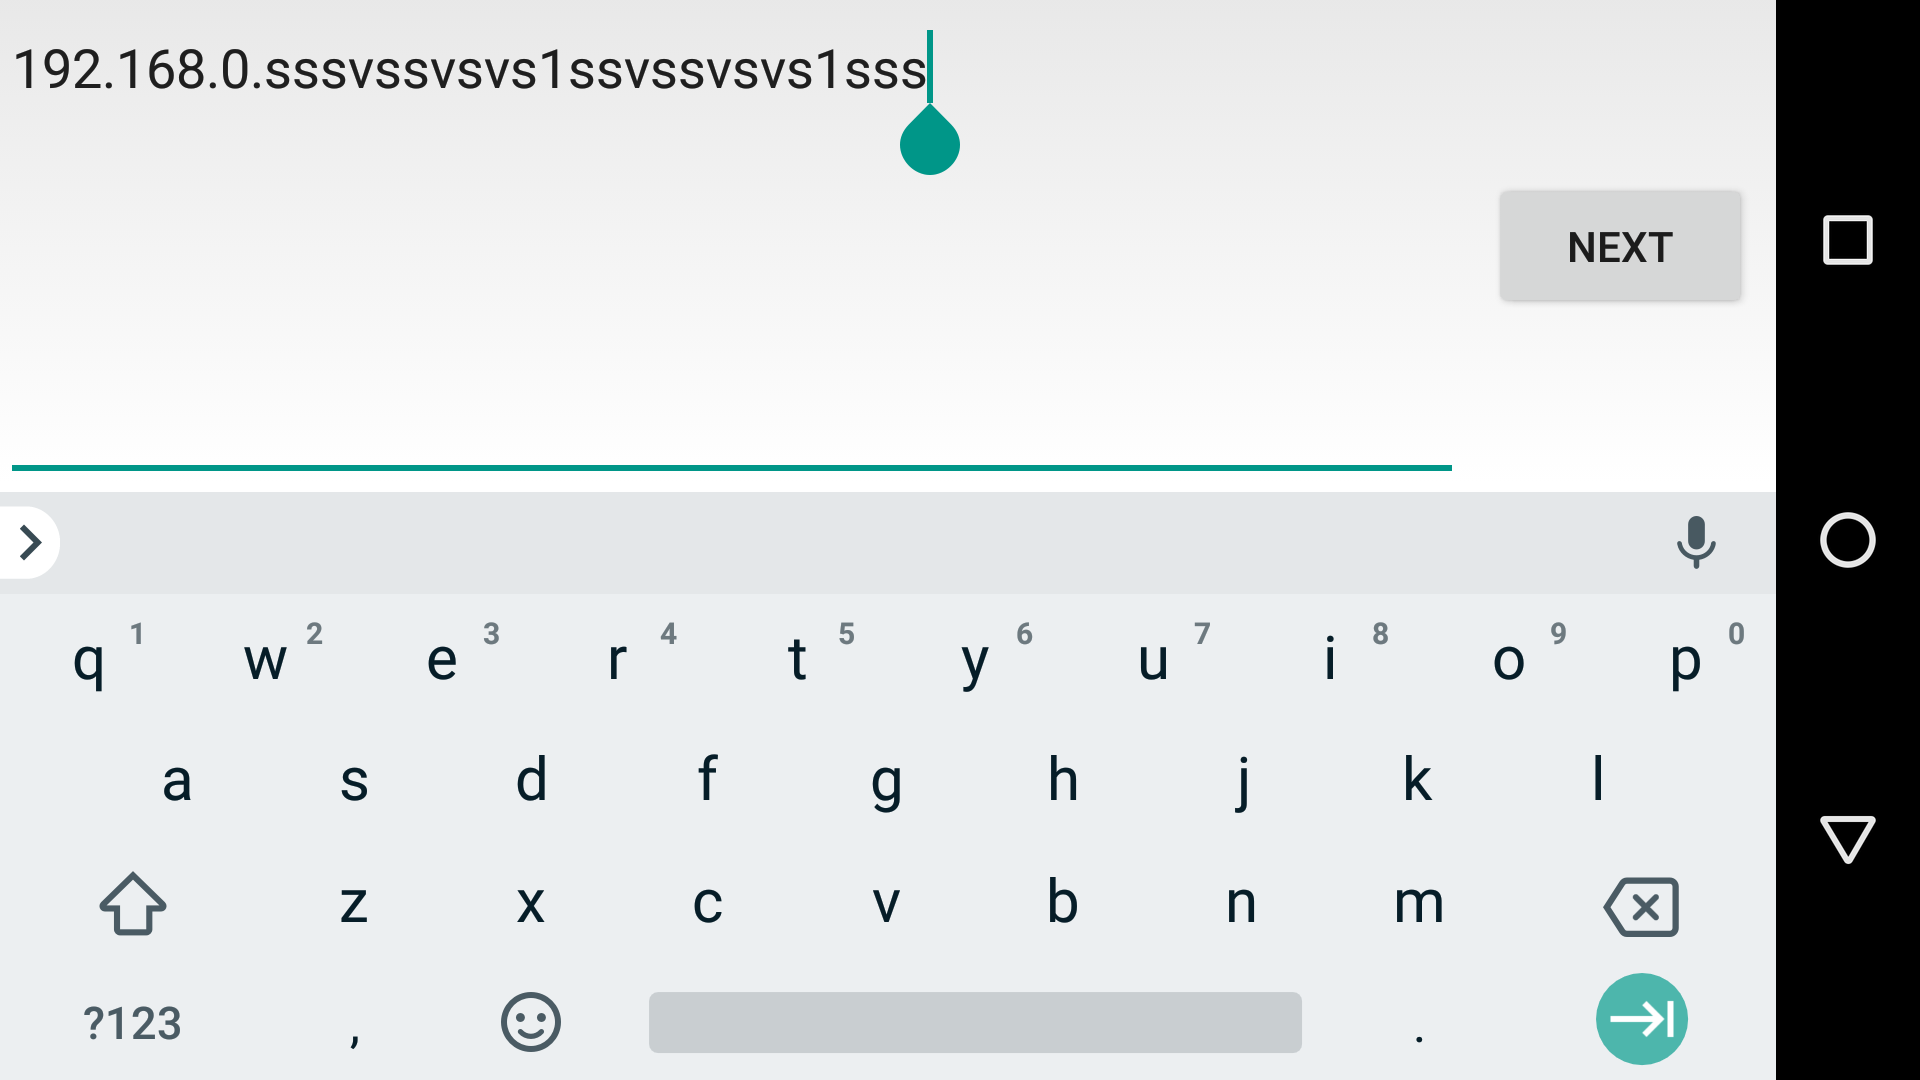 192.168.0.sssvssvsvs1ssvssvsvs1sss
NEXT
q 1 w 2 e 3 r 4 t 5 y 6 u 7 i 8 o 9 p 0
a s d f g h j k l
z x c v b n m
?123 , .